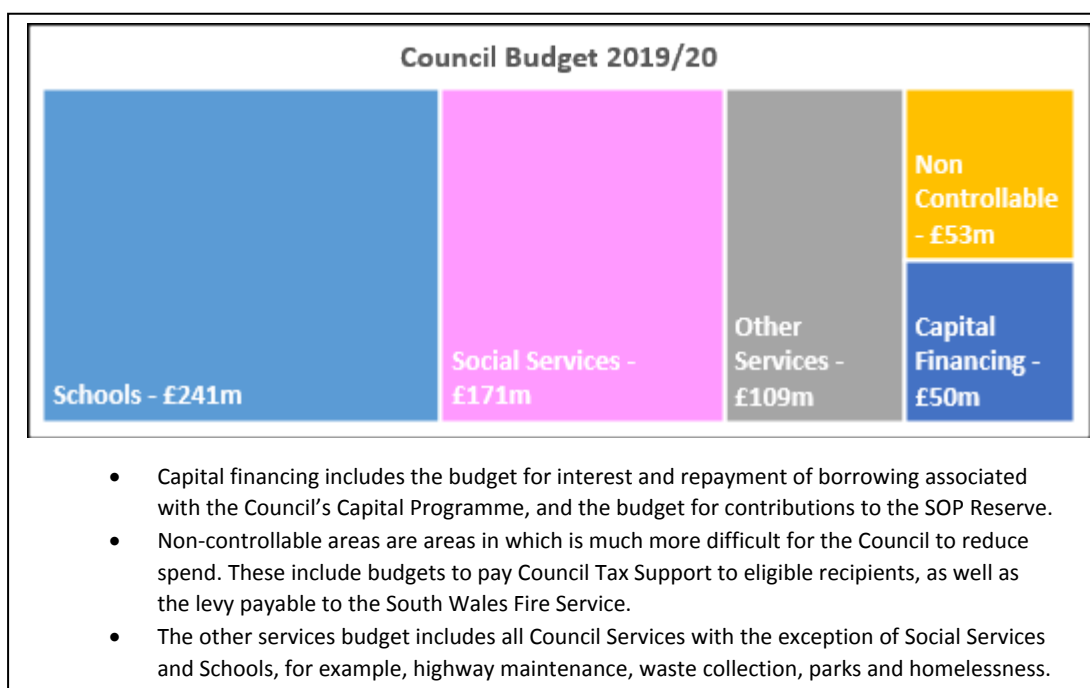 Council Budget 2019/20
Schools - £241m
Social Services -
£171m
Other
Services -
£109m
Non
Controllable
- £53m
Capital
Financing -
£50m
• Capital financing includes the budget for interest and repayment of borrowing associated
with the Council’s Capital Programme, and the budget for contributions to the SOP Reserve.
• Non-controllable areas are areas in which is much more difficult for the Council to reduce
spend. These include budgets to pay Council Tax Support to eligible recipients, as well as
the levy payable to the South Wales Fire Service.
• The other services budget includes all Council Services with the exception of Social Services
and Schools, for example, highway maintenance, waste collection, parks and homelessness.